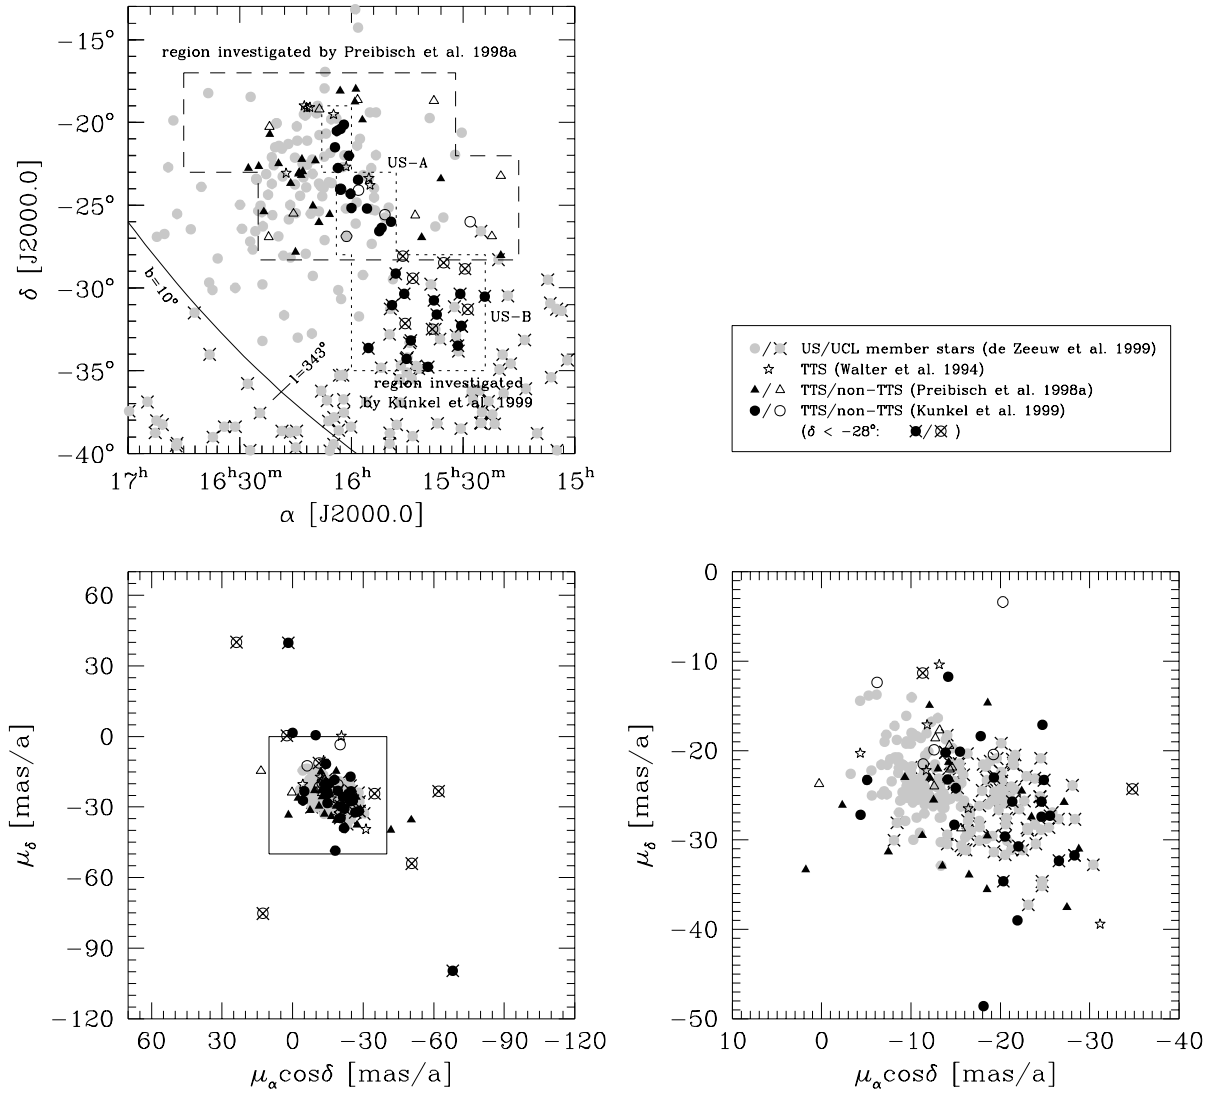 −15°
−20°
−25°
−30°
−35°
−40°
δ [J2000.0]
region investigated by Preibisch et al. 1998a
US−A
US−B
b=10°
l=343°
region investigated
by Kunkel et al. 1999
17h 16h30m 16h 15h30m 15h
α [J2000.0]
/ US/UCL member stars (de Zeeuw et al. 1999)
TTS (Walter et al. 1994)
/ TTS/non−TTS (Preibisch et al. 1998a)
/ TTS/non−TTS (Kunkel et al. 1999)
(δ < −28°: / )
60
30
0
−30
−60
−90
−120
μδ [mas/a]
60 30 0 −30 −60 −90 −120
μαcosδ [mas/a]
0
−10
−20
−30
−40
−50
μδ [mas/a]
10 0 −10 −20 −30 −40
μαcosδ [mas/a]